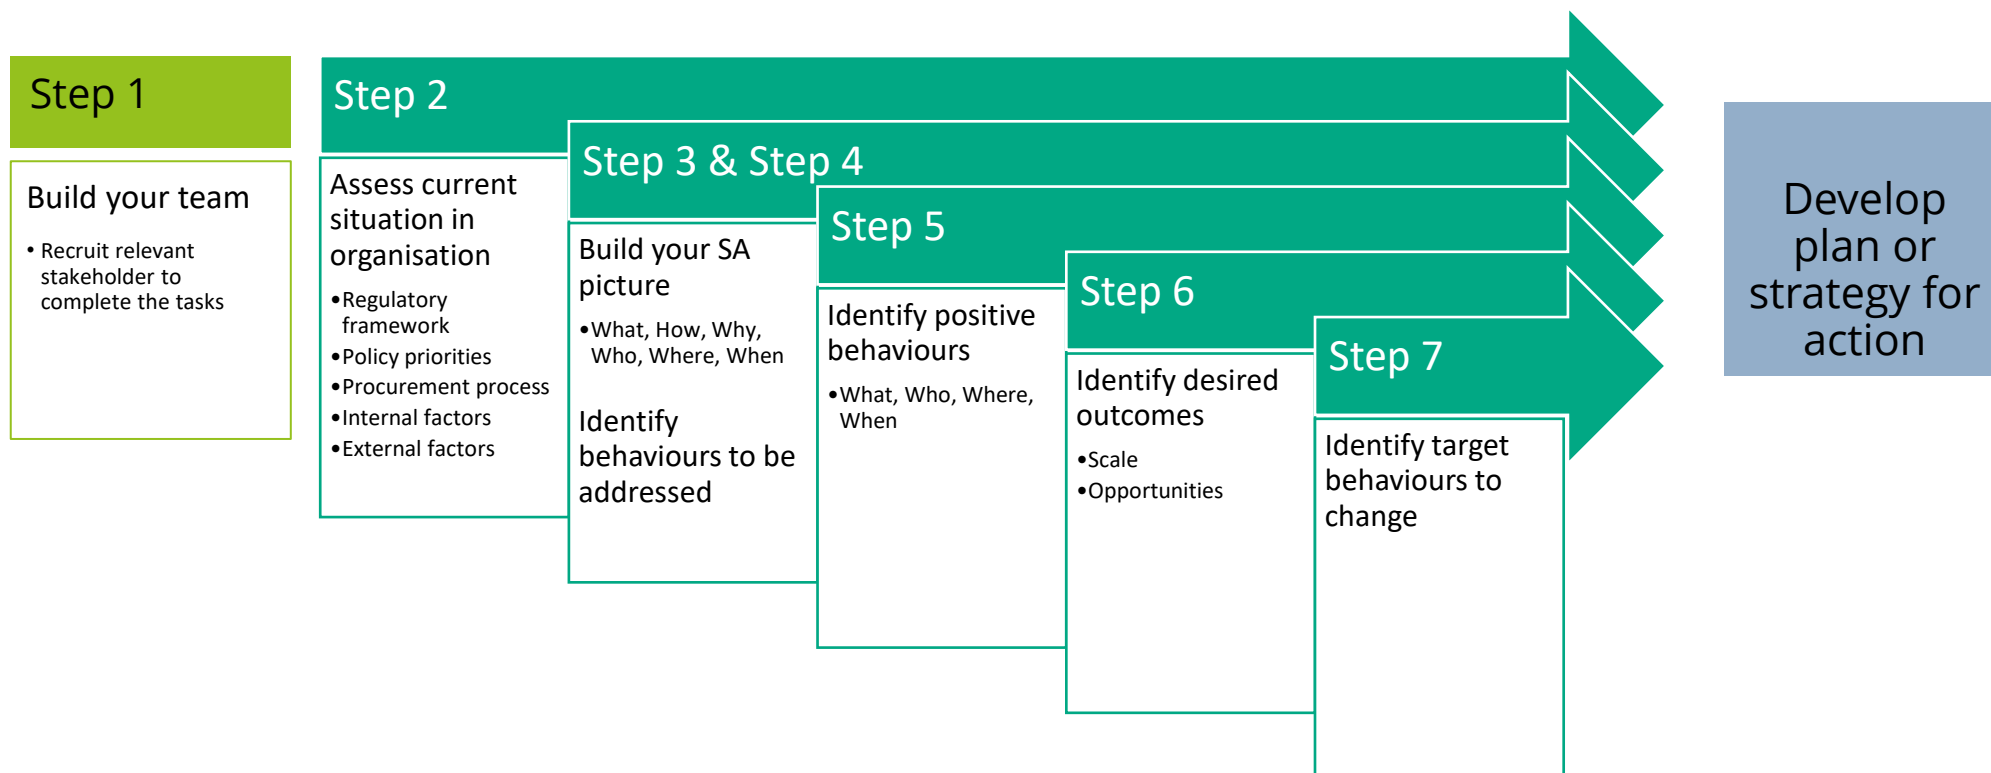 Step 1
Build your team
• Recruit relevant
stakeholder to
complete the tasks
Step 2
Assess current
situation in
organisation
•Regulatory
framework
•Policy priorities
•Procurement process
•Internal factors
•External factors
Step 3 & Step 4
Build your SA
picture
•What, How, Why,
Who, Where, When
Identify
behaviours to be
addressed
Step 5
Identify positive
behaviours
•What, Who, Where,
When
Step 6
Identify desired
outcomes
•Scale
•Opportunities
Step 7
Identify target
behaviours to
change
Develop
plan or
strategy for
action